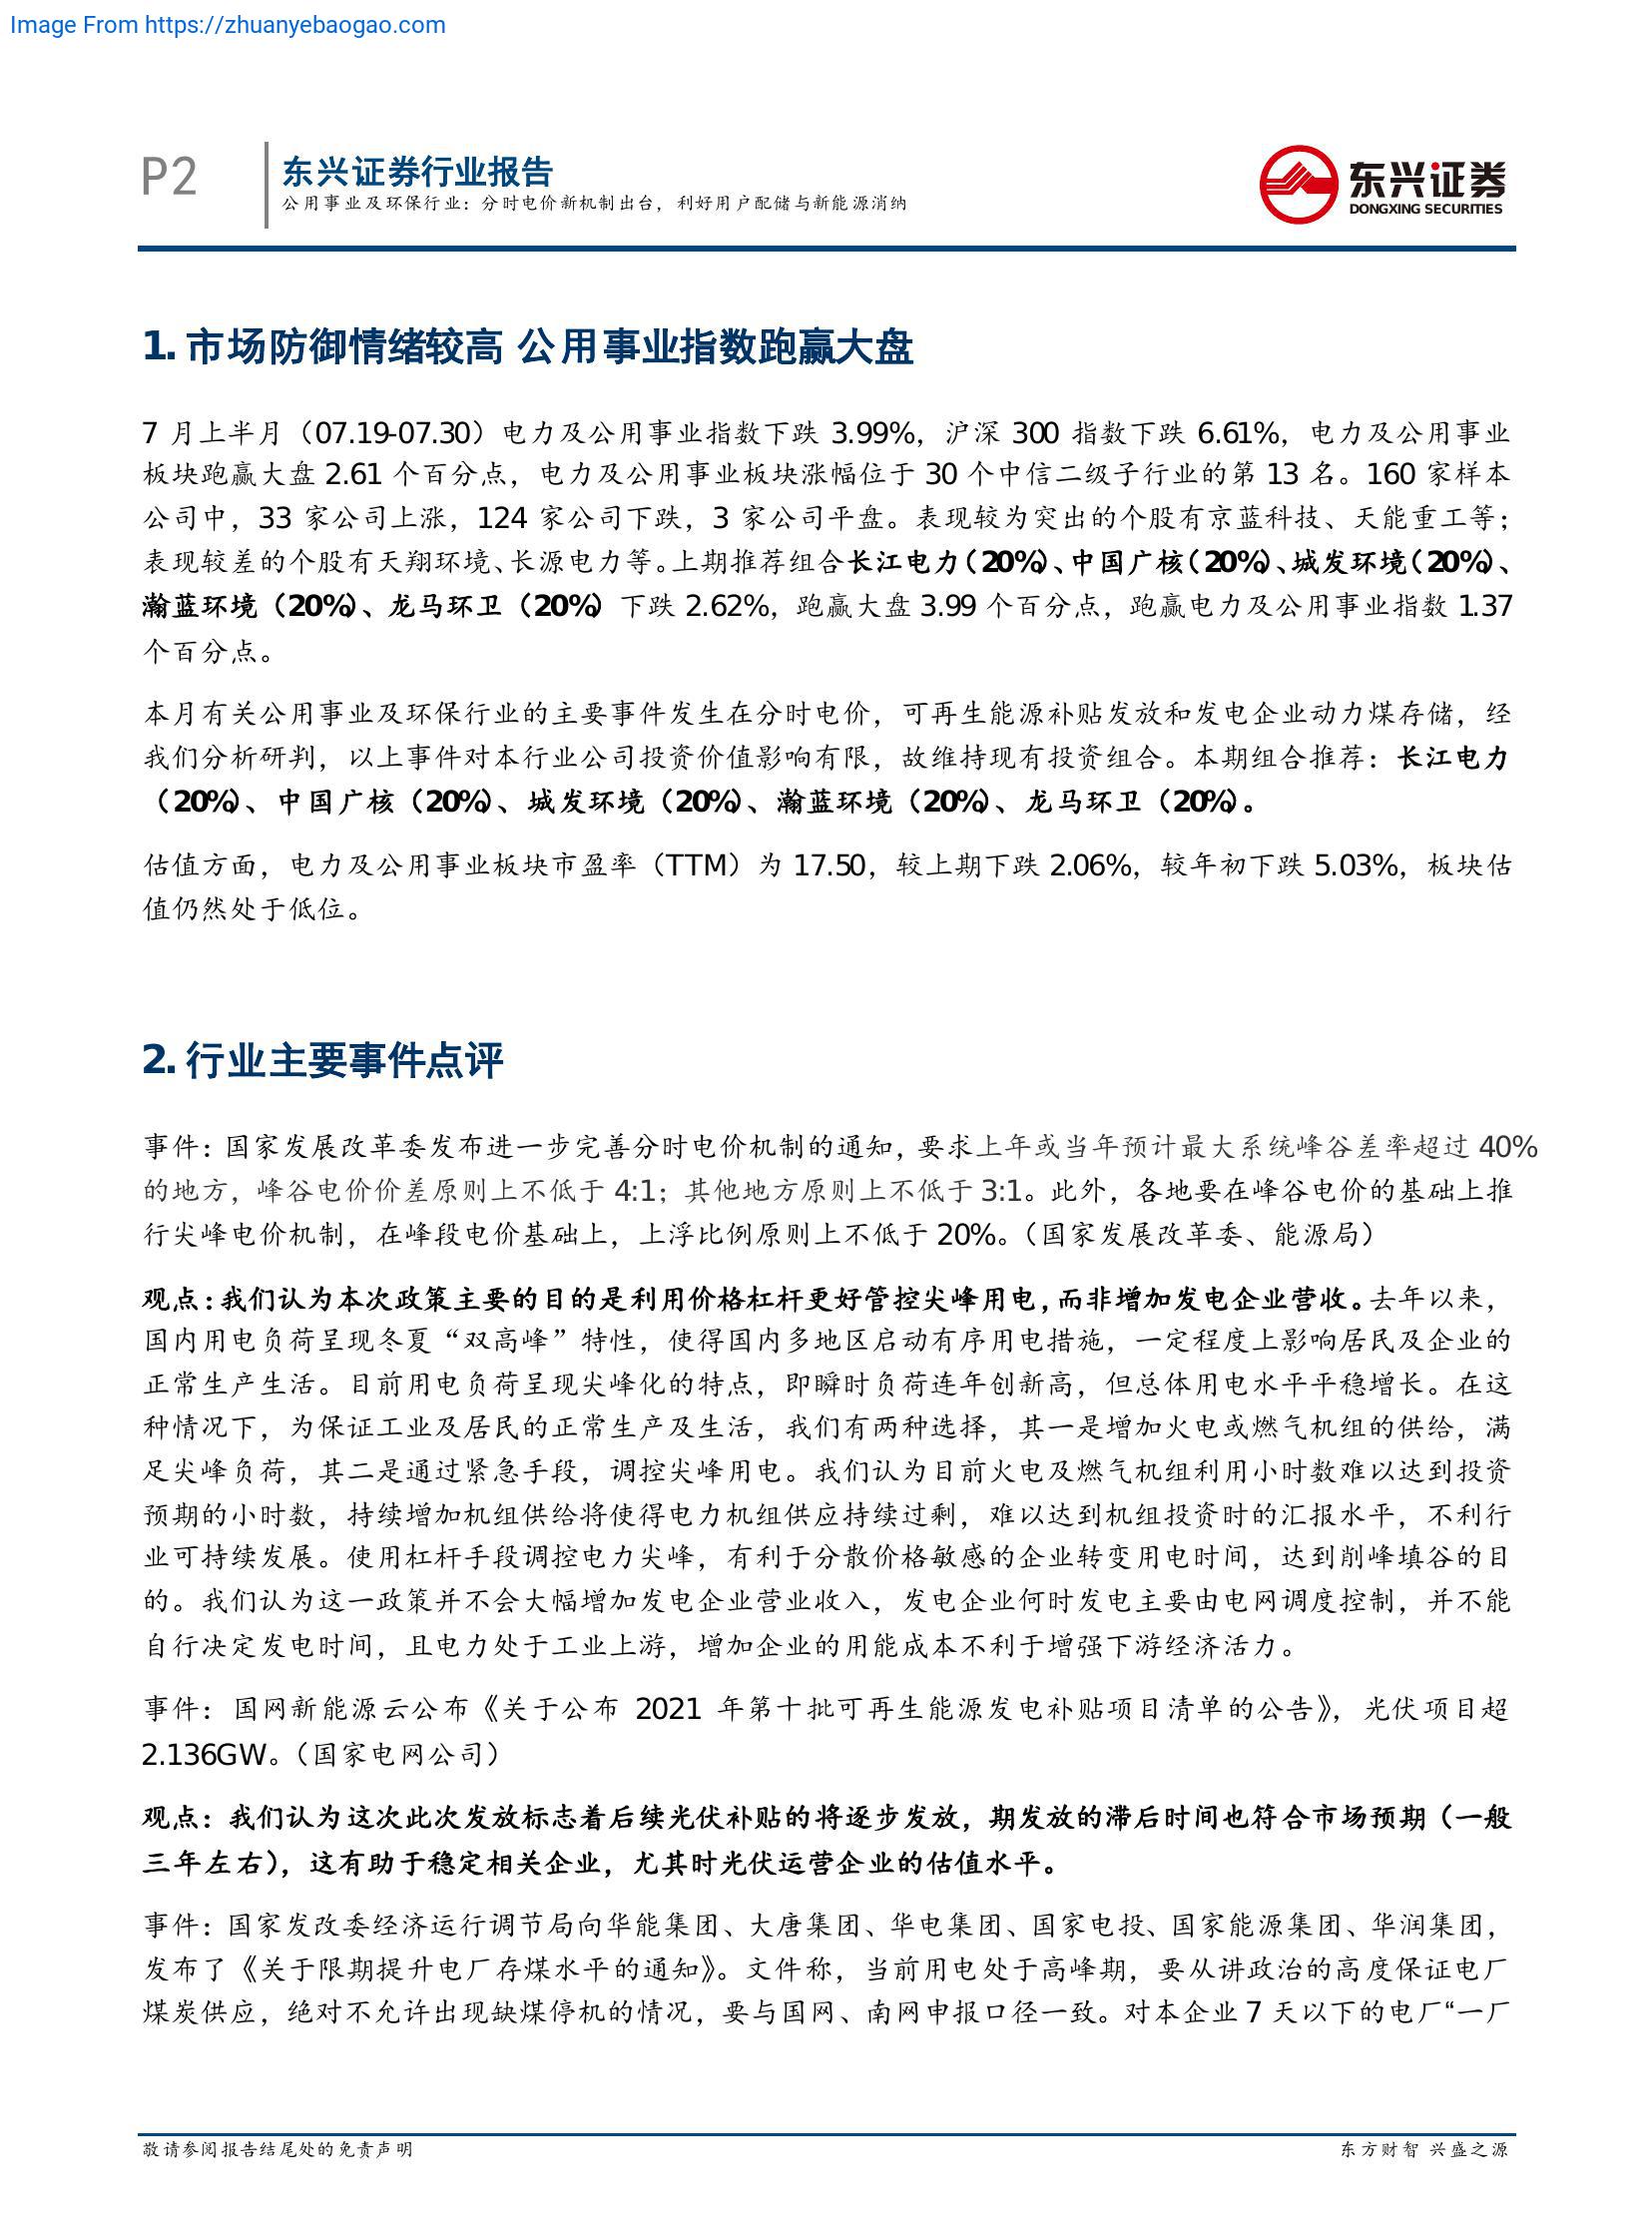 Image From https://zhuanyebaogao.com
P2
东兴证券行业报告
公用事业及环保行业：分时电价新机制出台，利好用户配储与新能源消纳
东兴证券
DONGXING SECURITIES
1. 市场防御情绪较高 公用事业指数跑赢大盘
7 月上半月（07.19-07.30）电力及公用事业指数下跌 3.99%，沪深 300 指数下跌 6.61%，电力及公用事业
板块跑赢大盘 2.61 个百分点，电力及公用事业板块涨幅位于 30 个中信二级子行业的第 13 名。160 家样本
公司中，33 家公司上涨，124 家公司下跌，3 家公司平盘。表现较为突出的个股有京蓝科技、天能重工等；
表现较差的个股有天翔环境、长源电力等。上期推荐组合长江电力（20%）、中国广核（20%）、城发环境（20%）、
瀚蓝环境（20%）、龙马环卫（20%）下跌 2.62%，跑赢大盘 3.99 个百分点，跑赢电力及公用事业指数 1.37
个百分点。
本月有关公用事业及环保行业的主要事件发生在分时电价，可再生能源补贴发放和发电企业动力煤存储，经
我们分析研判，以上事件对本行业公司投资价值影响有限，故维持现有投资组合。本期组合推荐：长江电力
（20%）、中国广核（20%）、城发环境（20%）、瀚蓝环境（20%）、龙马环卫（20%）。
估值方面，电力及公用事业板块市盈率（TTM）为 17.50，较上期下跌 2.06%，较年初下跌 5.03%，板块估
值仍然处于低位。
2. 行业主要事件点评
事件：国家发展改革委发布进一步完善分时电价机制的通知，要求上年或当年预计最大系统峰谷差率超过 40%
的地方，峰谷电价价差原则上不低于 4:1；其他地方原则上不低于 3:1。此外，各地要在峰谷电价的基础上推
行尖峰电价机制，在峰段电价基础上，上浮比例原则上不低于 20%。（国家发展改革委、能源局）
观点：我们认为本次政策主要的目的是利用价格杠杆更好管控尖峰用电，而非增加发电企业营收。去年以来，
国内用电负荷呈现冬夏“双高峰”特性，使得国内多地区启动有序用电措施，一定程度上影响居民及企业的
正常生产生活。目前用电负荷呈现尖峰化的特点，即瞬时负荷连年创新高，但总体用电水平平稳增长。在这
种情况下，为保证工业及居民的正常生产及生活，我们有两种选择，其一是增加火电或燃气机组的供给，满
足尖峰负荷，其二是通过紧急手段，调控尖峰用电。我们认为目前火电及燃气机组利用小时数难以达到投资
预期的小时数，持续增加机组供给将使得电力机组供应持续过剩，难以达到机组投资时的汇报水平，不利行
业可持续发展。使用杠杆手段调控电力尖峰，有利于分散价格敏感的企业转变用电时间，达到削峰填谷的目
的。我们认为这一政策并不会大幅增加发电企业营业收入，发电企业何时发电主要由电网调度控制，并不能
自行决定发电时间，且电力处于工业上游，增加企业的用能成本不利于增强下游经济活力。
事件：国网新能源云公布《关于公布 2021 年第十批可再生能源发电补贴项目清单的公告》，光伏项目超
2.136GW。（国家电网公司）
观点：我们认为这次此次发放标志着后续光伏补贴的将逐步发放，期发放的滞后时间也符合市场预期（一般
三年左右），这有助于稳定相关企业，尤其时光伏运营企业的估值水平。
事件：国家发改委经济运行调节局向华能集团、大唐集团、华电集团、国家电投、国家能源集团、华润集团，
发布了《关于限期提升电厂存煤水平的通知》。文件称，当前用电处于高峰期，要从讲政治的高度保证电厂
煤炭供应，绝对不允许出现缺煤停机的情况，要与国网、南网申报口径一致。对本企业 7 天以下的电厂“一厂
敬请参阅报告结尾处的免责声明
东方财智 兴盛之源